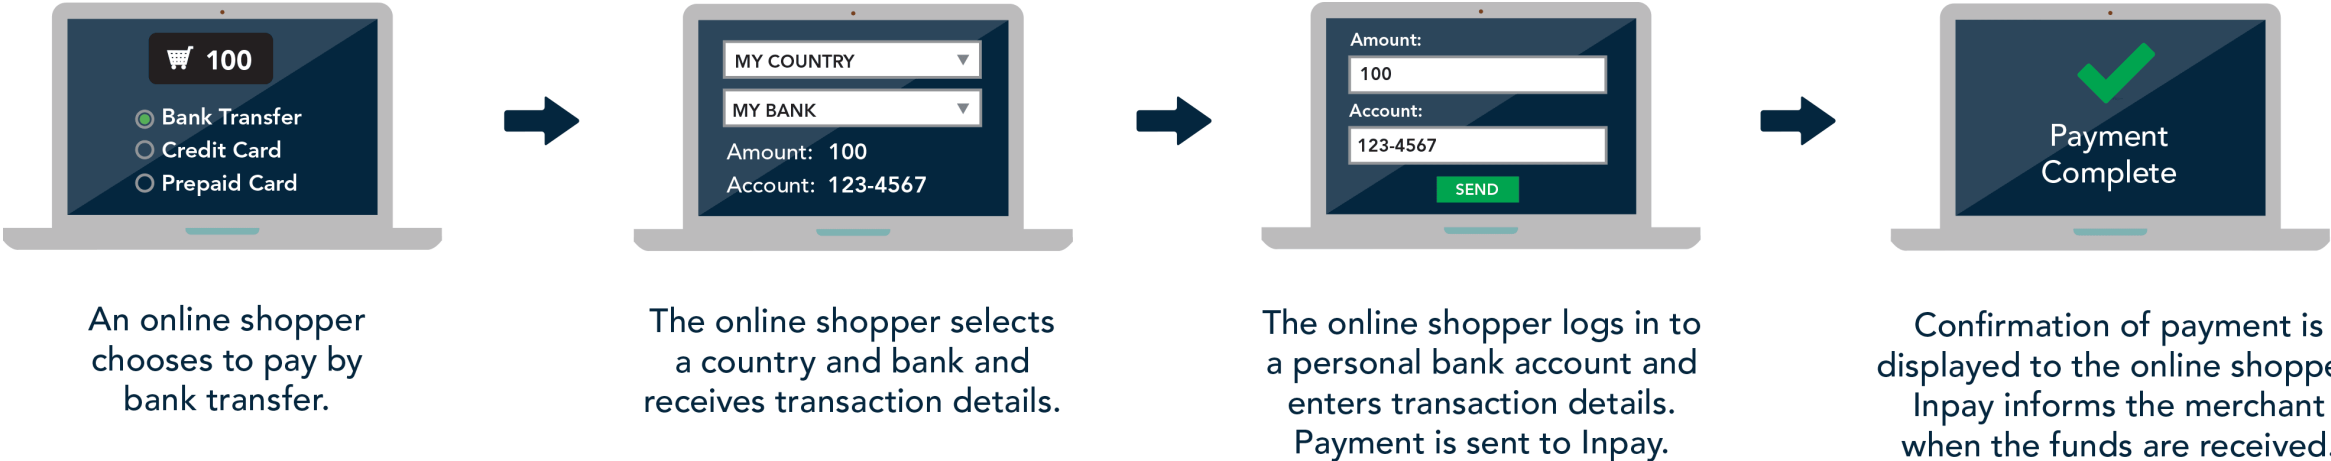 100
Bank Transfer
Credit Card
Prepaid Card
An online shopper
chooses to pay by
bank transfer.
MY COUNTRY
MY BANK
Amount: 100
Account: 123-4567
The online shopper selects
a country and bank and
receives transaction details.
Amount:
100
Account:
123-4567
SEND
The online shopper logs in to
a personal bank account and
enters transaction details.
Payment is sent to Inpay.
Payment
Complete
Confirmation of payment is
displayed to the online shoppe
Inpay informs the merchant
when the funds are received.